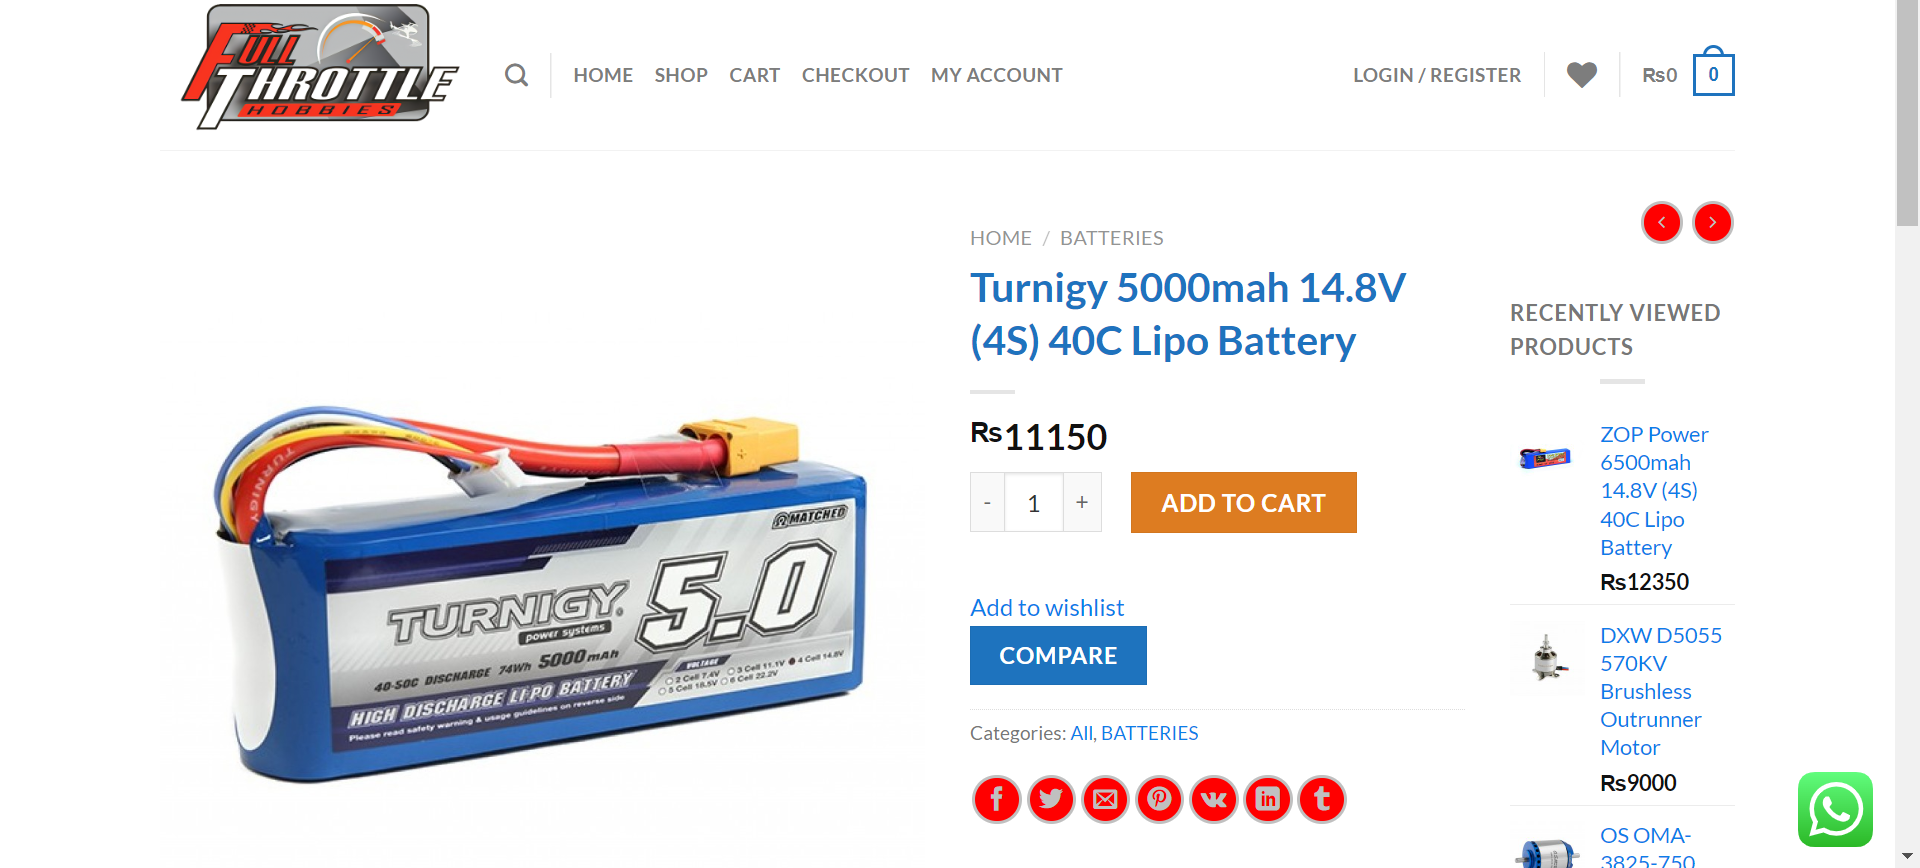 FULL
THROTTLE
HOBBIES
HOME
SHOP
CART
CHECKOUT
MY ACCOUNT
LOGIN / REGISTER
₨0
0
HOME / BATTERIES
Turnigy 5000mah 14.8V
(4S) 40C Lipo Battery
₨11150
- 1 +
ADD TO CART
Add to wishlist
COMPARE
Categories: All, BATTERIES
RECENTLY VIEWED
PRODUCTS
ZOP Power
6500mah
14.8V (4S)
40C Lipo
Battery
₨12350
DXW D5055
570KV
Brushless
Outrunner
Motor
₨9000
OS OMA-
3825-750
TURNIGY
MATCHED
TURNIGY
power systems
5.0
40-50C DISCHARGE 74Wh 5000mAh
VOLTAGE
2 Cell 7.4V 3 Cell 11.1V 4 Cell 14.8V
5 Cell 18.5V 6 Cell 22.2V
HIGH DISCHARGE LiPO BATTERY
Please read safety warning & usage guidelines on reverse side